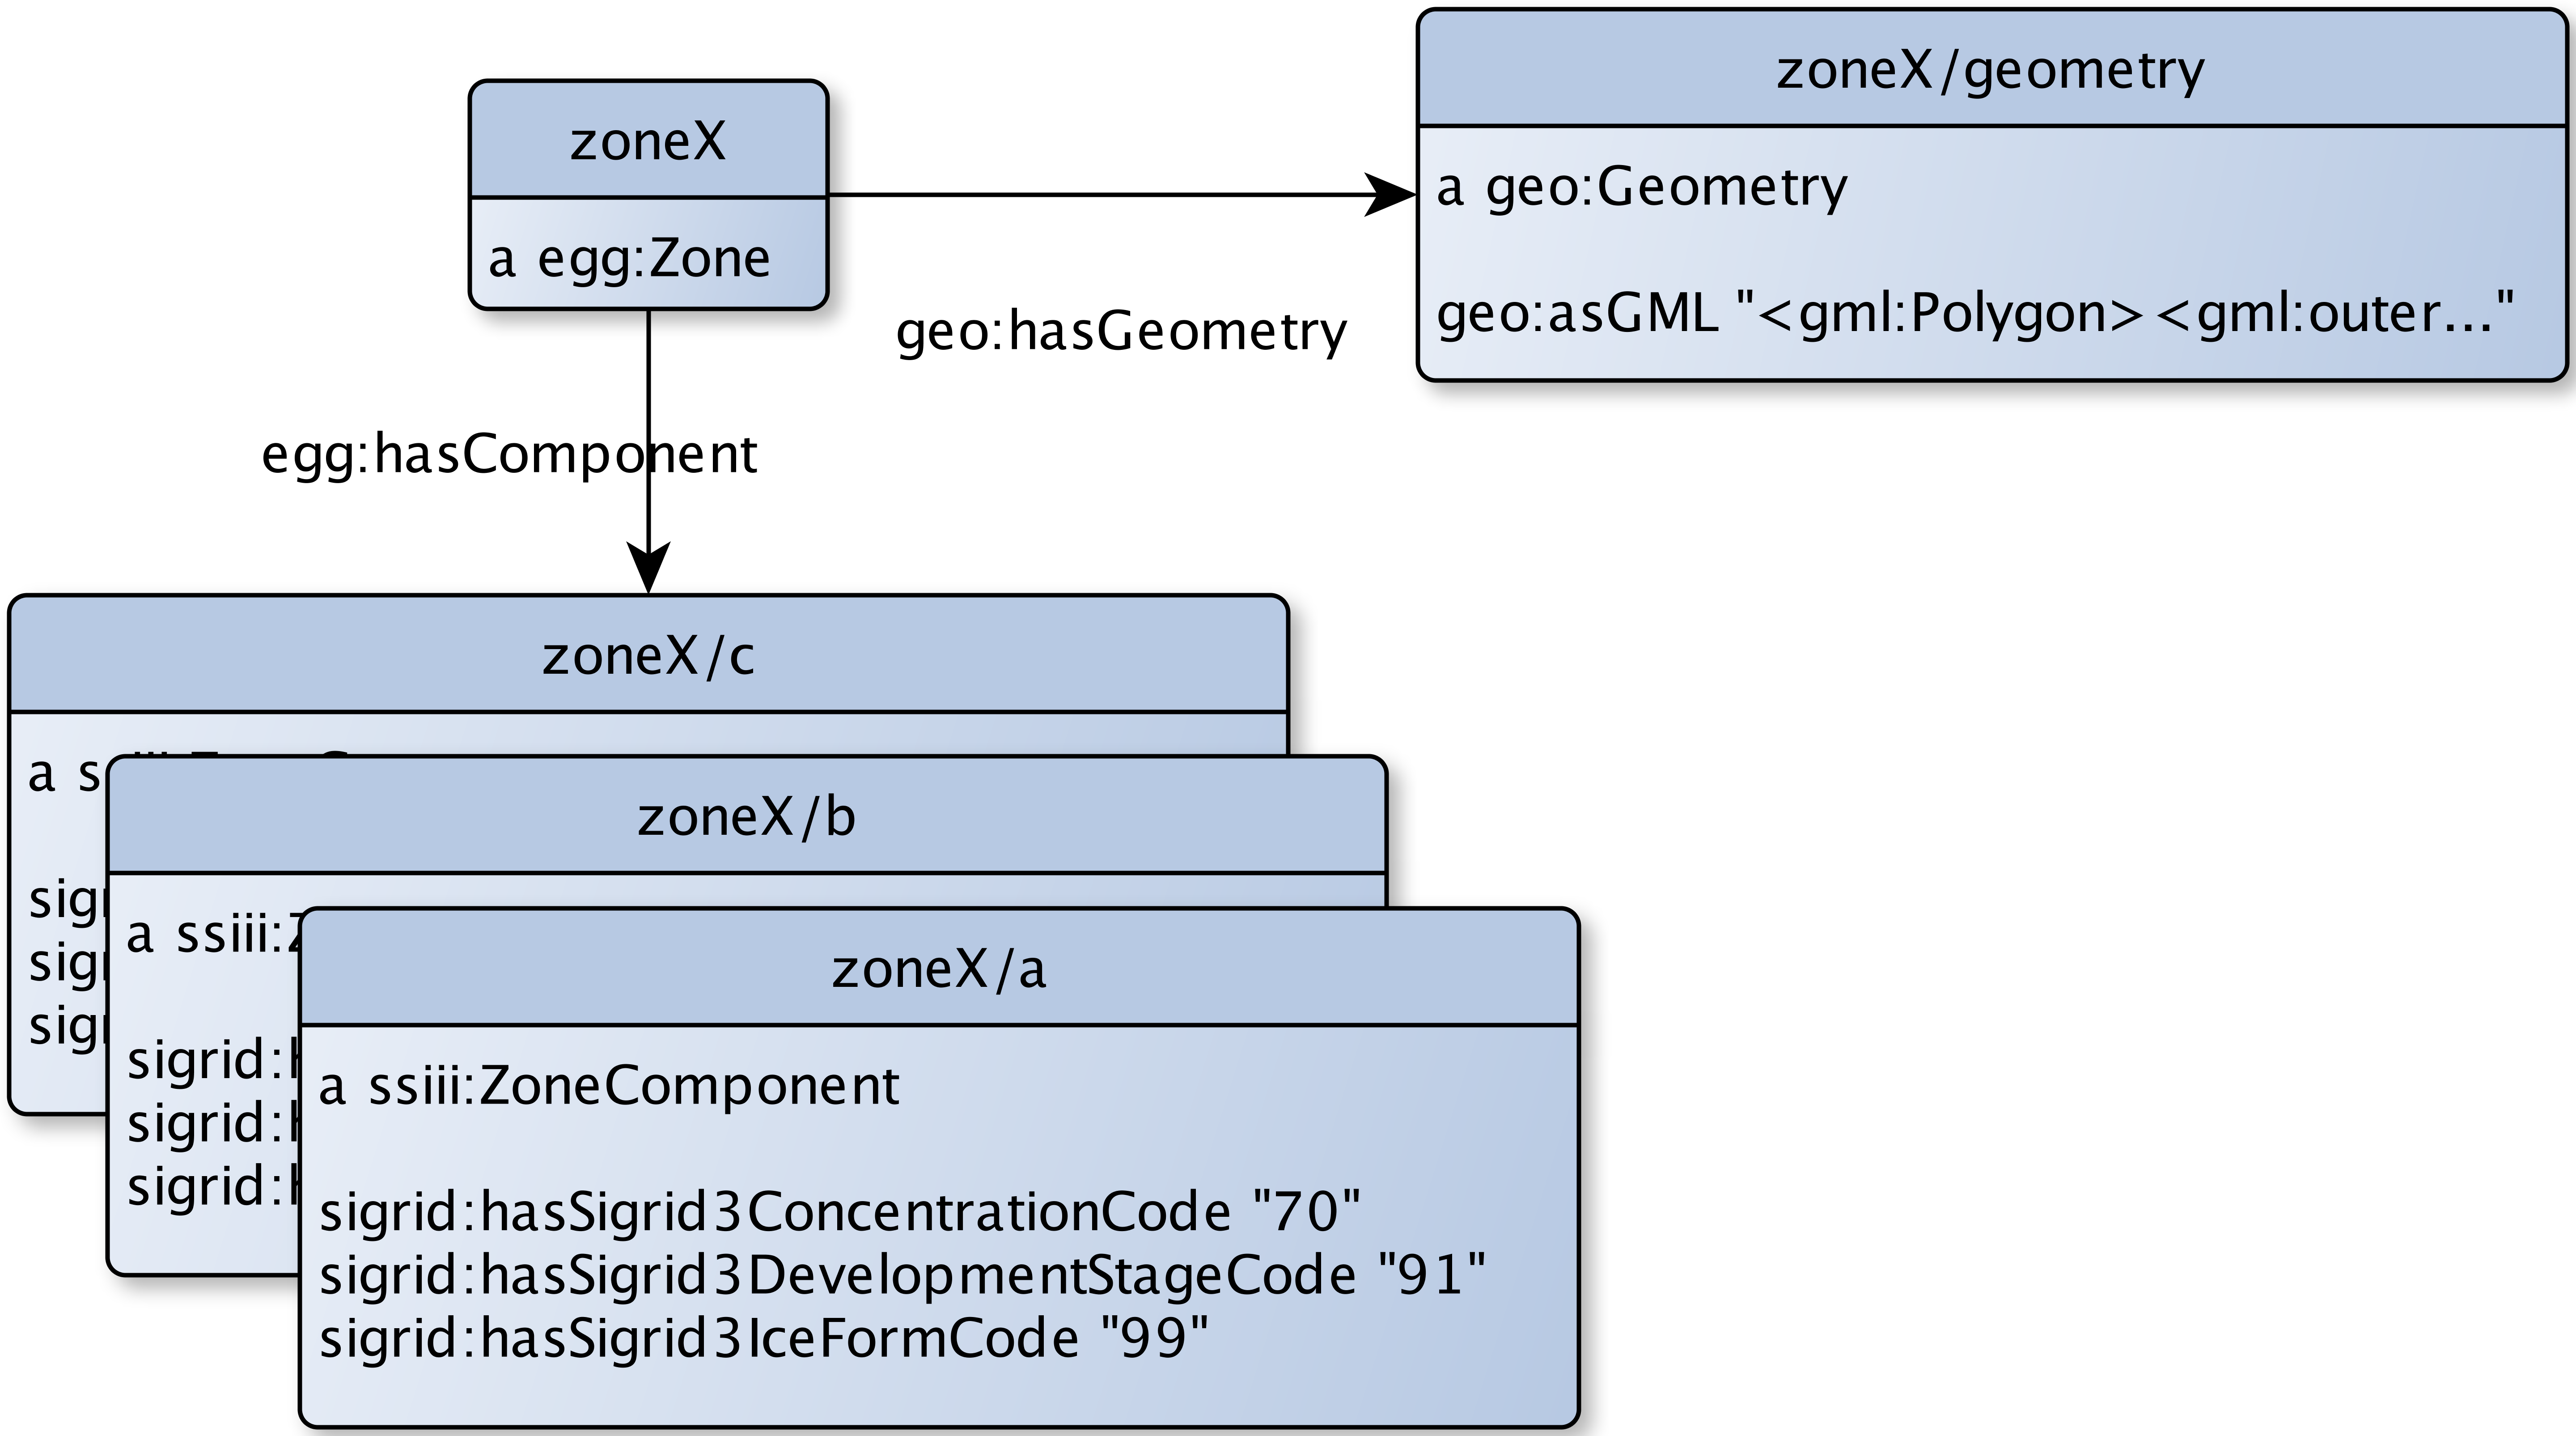 zoneX
a egg:Zone
geo:hasGeometry
zoneX/geometry
a geo:Geometry
geo:asGML "<gml:Polygon><gml:outer..."
egg:hasComponent
zoneX/c
a
zoneX/b
a
zoneX/a
a ssiii:ZoneComponent
sigrid:hasSigrid3ConcentrationCode "70"
sigrid:hasSigrid3DevelopmentStageCode "91"
sigrid:hasSigrid3IceFormCode "99"